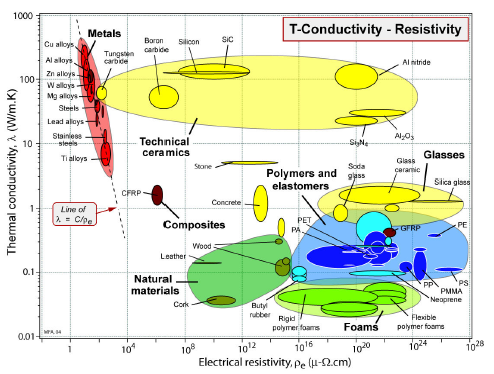 T-Conductivity - Resistivity
1000
100
10
1
0.1
0.01
Thermal conductivity, λ (W/m.K)
Metals
Cu alloys
Al alloys
Zn alloys
W alloys
Mg alloys
Steels
Lead alloys
Stainless
steels
Ti alloys
Tungsten
carbide
Boron
carbide
Silicon
SiC
Al nitride
Si3N4
Al2O3
Technical
ceramics
Stone
Polymers and
elastomers
Glasses
Soda
glass
Glass
ceramic
Silica glass
CFRP
Composites
Concrete
Line of
λ = C/ρe
PET
PA
GFRP
PE
Wood
Leather
Natural
materials
Cork
Butyl
rubber
Rigid
polymer foams
Foams
Flexible
polymer foams
Neoprene
PP
PMMA
PS
MFA, 04
1
10^4
10^8
10^12
10^16
10^20
10^24
10^28
Electrical resistivity, ρe (μ-Ω.cm)